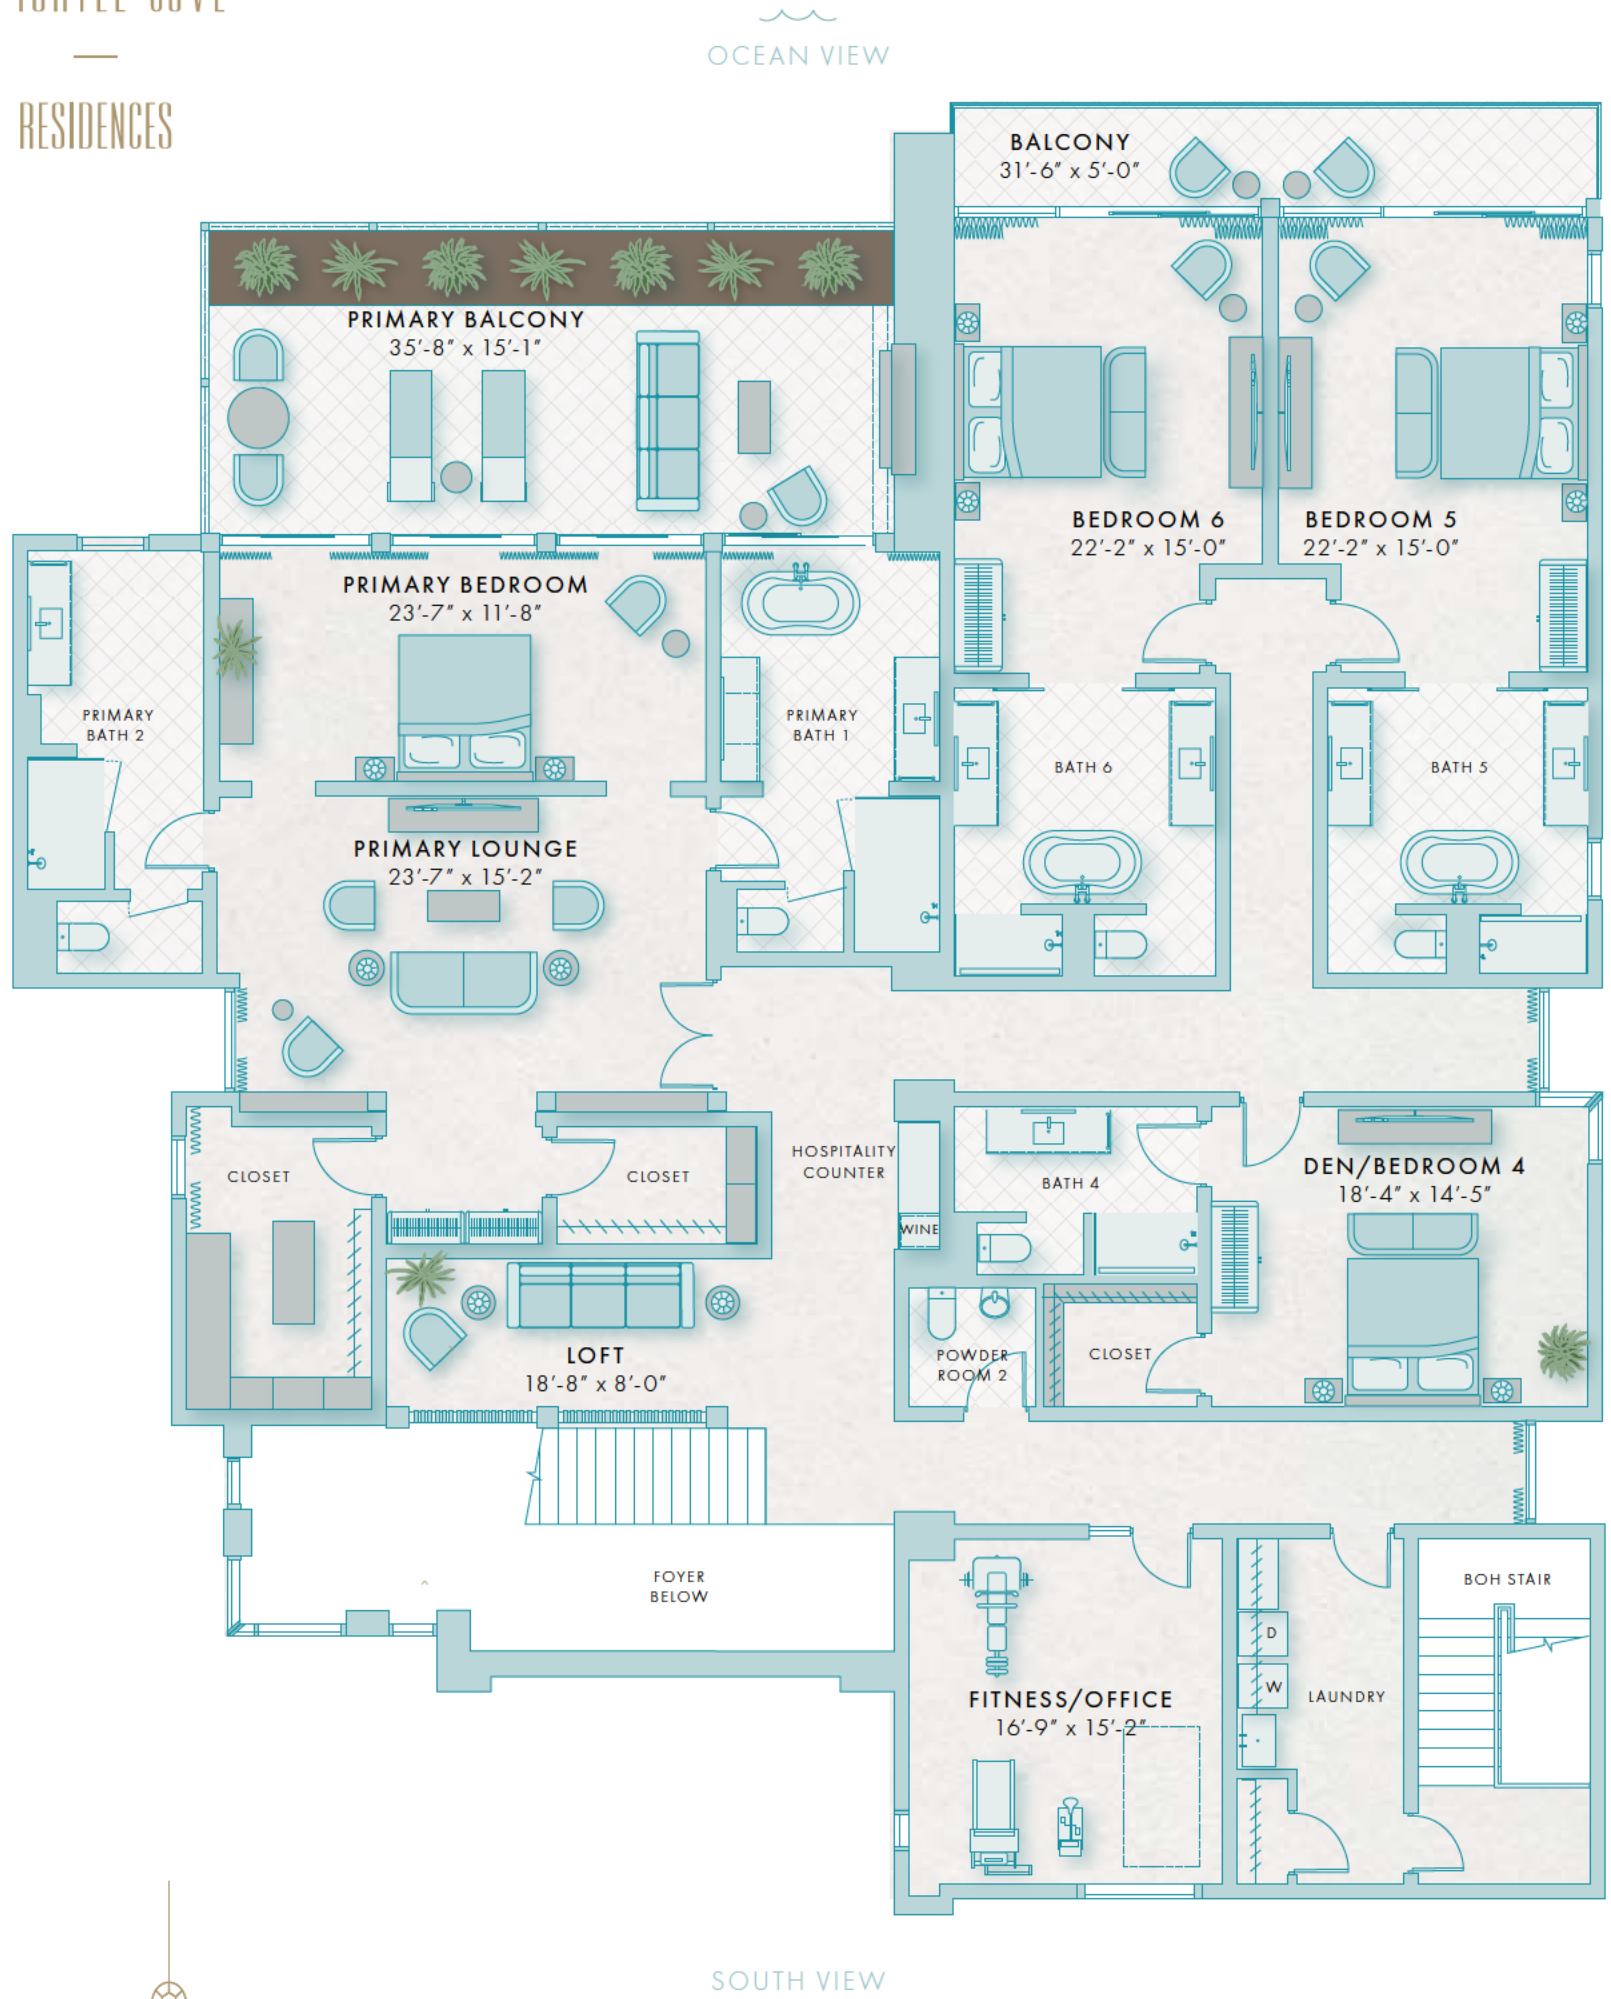 OCEAN VIEW
RESIDENCES
BALCONY
31'-6" x 5'-0"
PRIMARY BALCONY
35'-8" x 15'-1"
BEDROOM 6
22'-2" x 15'-0"
BEDROOM 5
22'-2" x 15'-0"
PRIMARY BEDROOM
23'-7" x 11'-8"
PRIMARY
BATH 2
PRIMARY
BATH 1
BATH 6
BATH 5
PRIMARY LOUNGE
23'-7" x 15'-2"
HOSPITALITY
COUNTER
CLOSET
CLOSET
WINE
BATH 4
DEN/BEDROOM 4
18'-4" x 14'-5"
LOFT
18'-8" x 8'-0"
POWDER
ROOM 2
CLOSET
FOYER
BELOW
BOH STAIR
D
W
LAUNDRY
FITNESS/OFFICE
16'-9" x 15'-2"
SOUTH VIEW